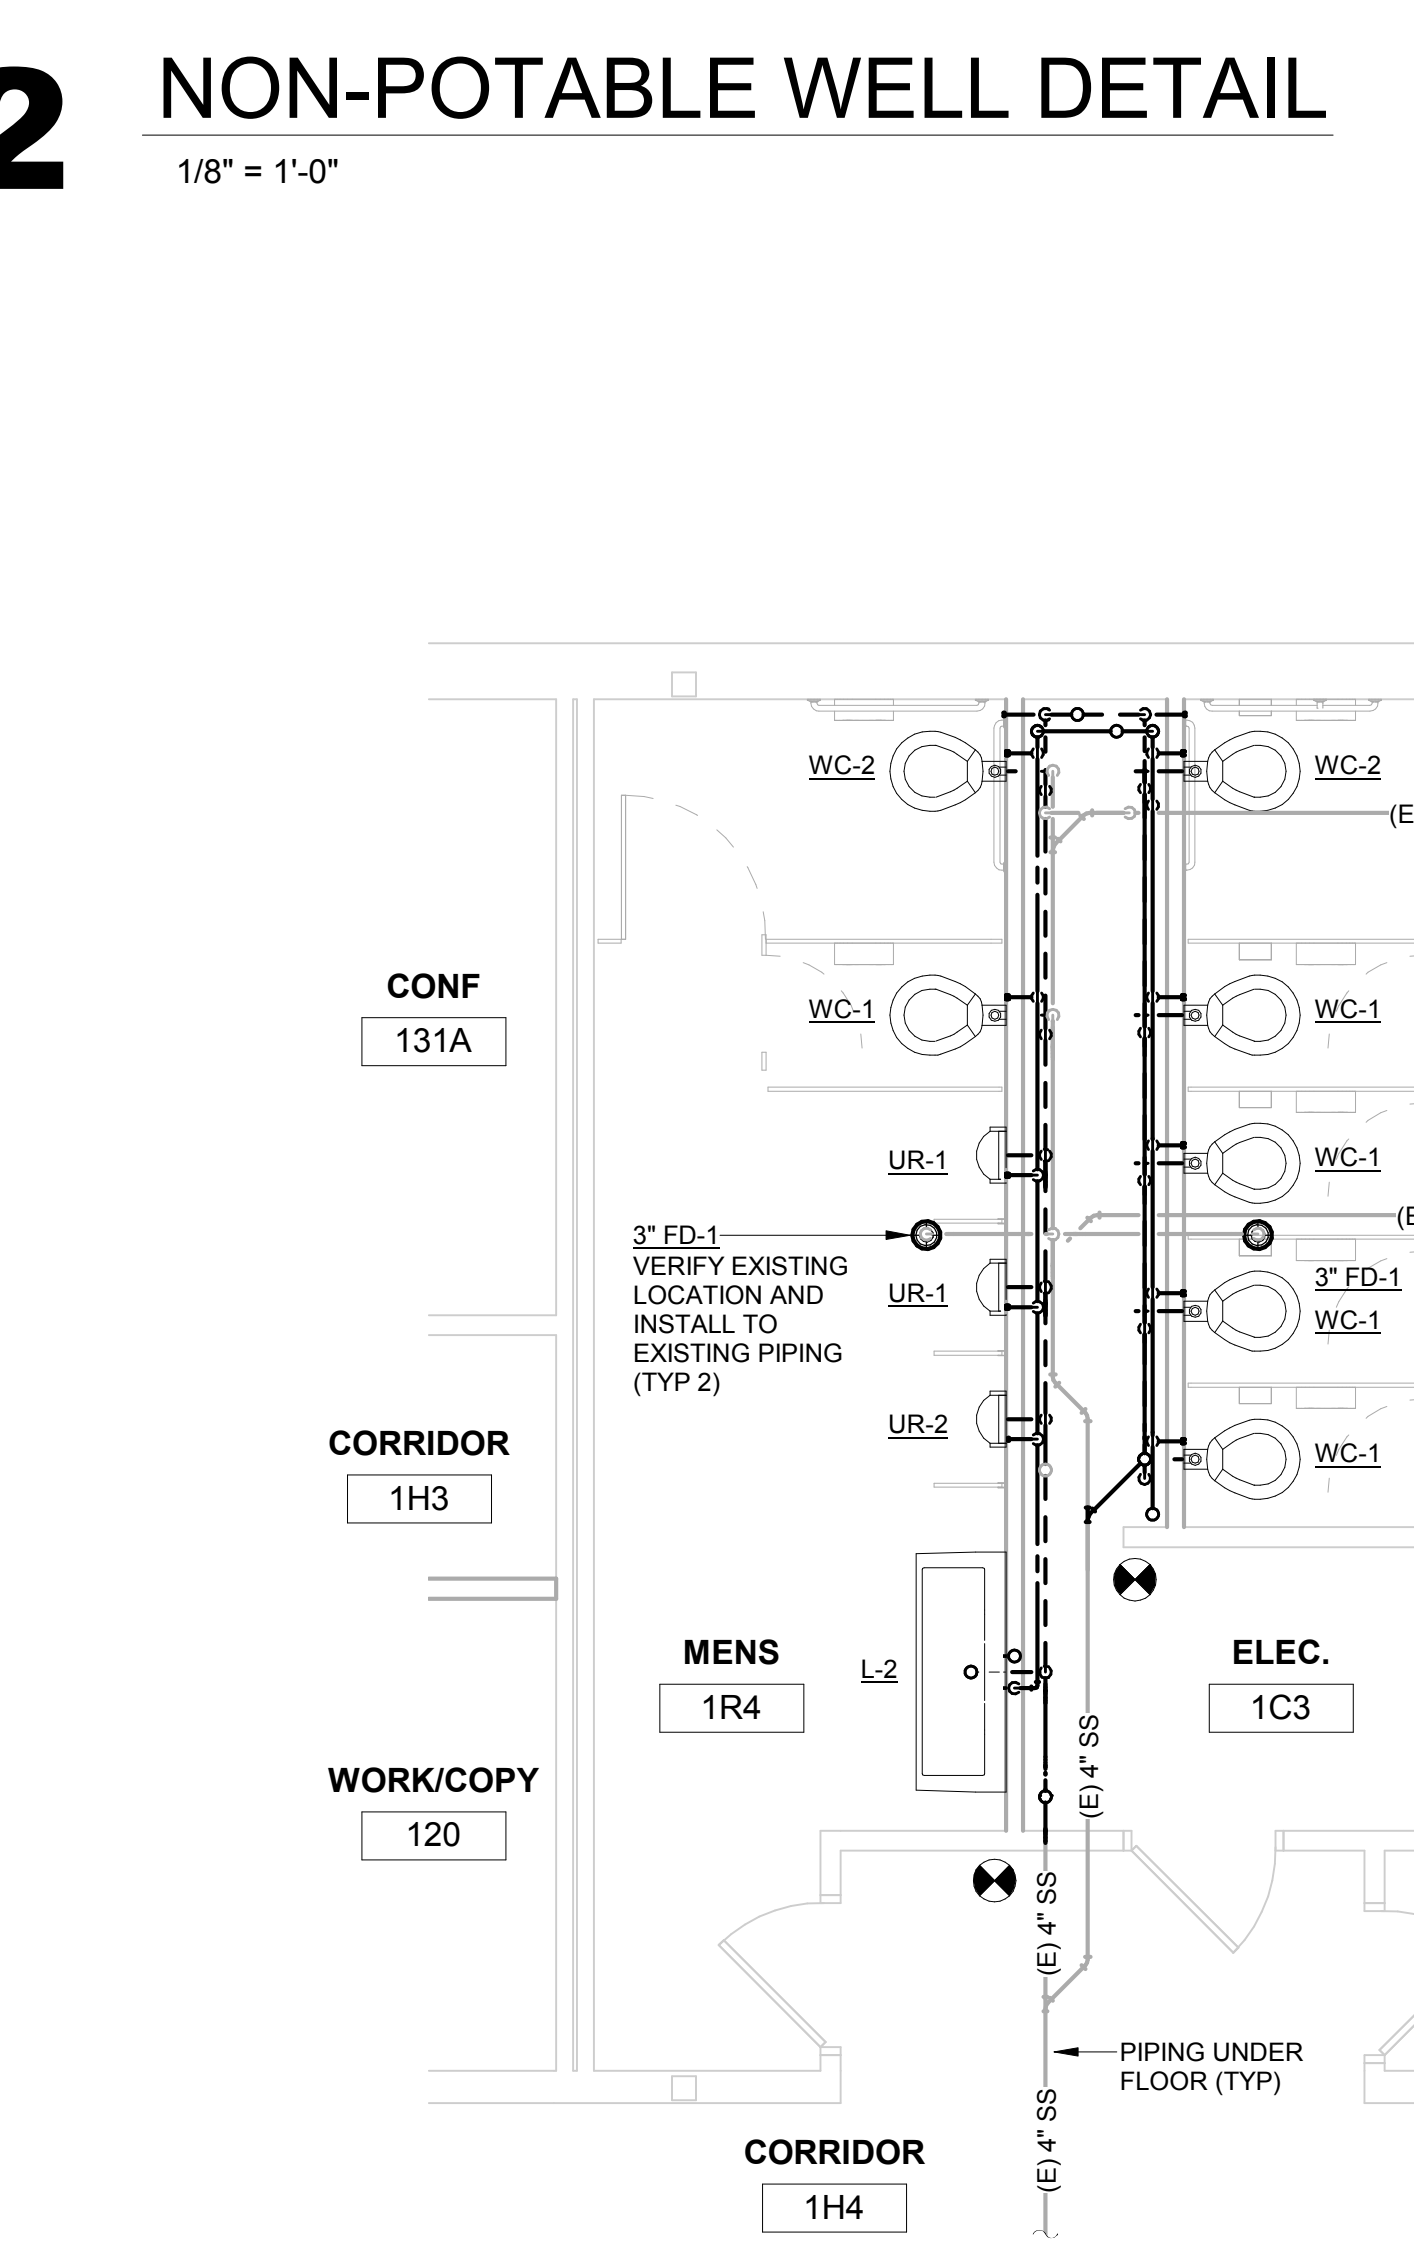 2
NON-POTABLE WELL DETAIL
1/8" = 1'-0"
WC-2
WC-2
(E
CONF
131A
WC-1
WC-1
UR-1
WC-1
3" FD-1
VERIFY EXISTING
LOCATION AND
INSTALL TO
EXISTING PIPING
(TYP 2)
UR-1
3" FD-1
WC-1
CORRIDOR
1H3
UR-2
WC-1
MENS
1R4
L-2
ELEC.
1C3
(E) 4" SS
WORK/COPY
120
(E) 4" SS
PIPING UNDER
FLOOR (TYP)
(E) 4" SS
CORRIDOR
1H4